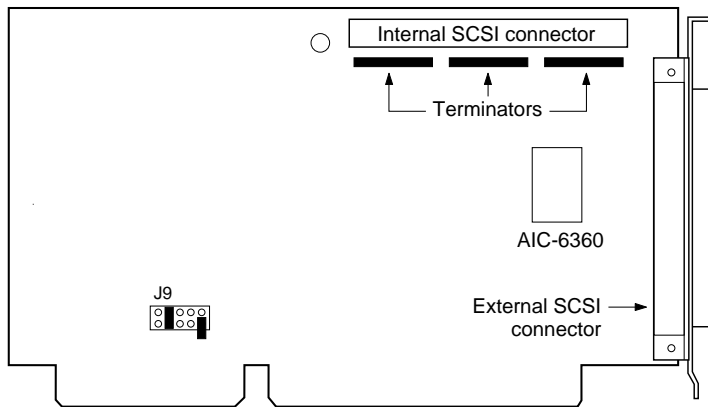 Internal SCSI connector
Terminators
AIC-6360
J9
External SCSI
connector